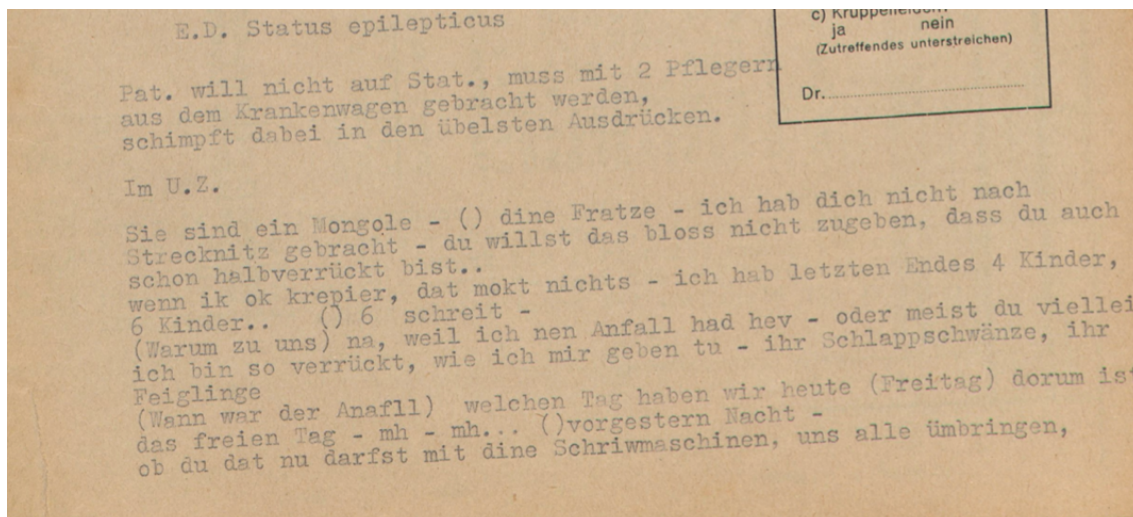 E.D. Status epilepticus
c) Krüppelleiden?
ja nein
(Zutreffendes unterstreichen)
Dr.
Pat. will nicht auf Stat., muss mit 2 Pflegern
aus dem Krankenwagen gebracht werden,
schimpft dabei in den übelsten Ausdrücken.
Im U.Z.
Sie sind ein Mongole - () dine Fratze - ich hab dich nicht nach
Strecknitz gebracht - du willst das bloss nicht zugeben, dass du auch
schon halbverrückt bist..
wenn ik ok krepier, dat mokt nichts - ich hab letzten Endes 4 Kinder,
6 Kinder.. () 6 schreit -
(Warum zu uns) na, weil ich nen Anfall had hev - oder meist du viellei
ich bin so verrückt, wie ich mir geben tu - ihr Schlappschwänze, ihr
Feiglinge
(Wann war der Anafll) welchen Tag haben wir heute (Freitag) dorum ist
das freien Tag - mh - mh... ()vorgestern Nacht -
ob du dat nu darfst mit dine Schriwmaschinen, uns alle ümbringen,